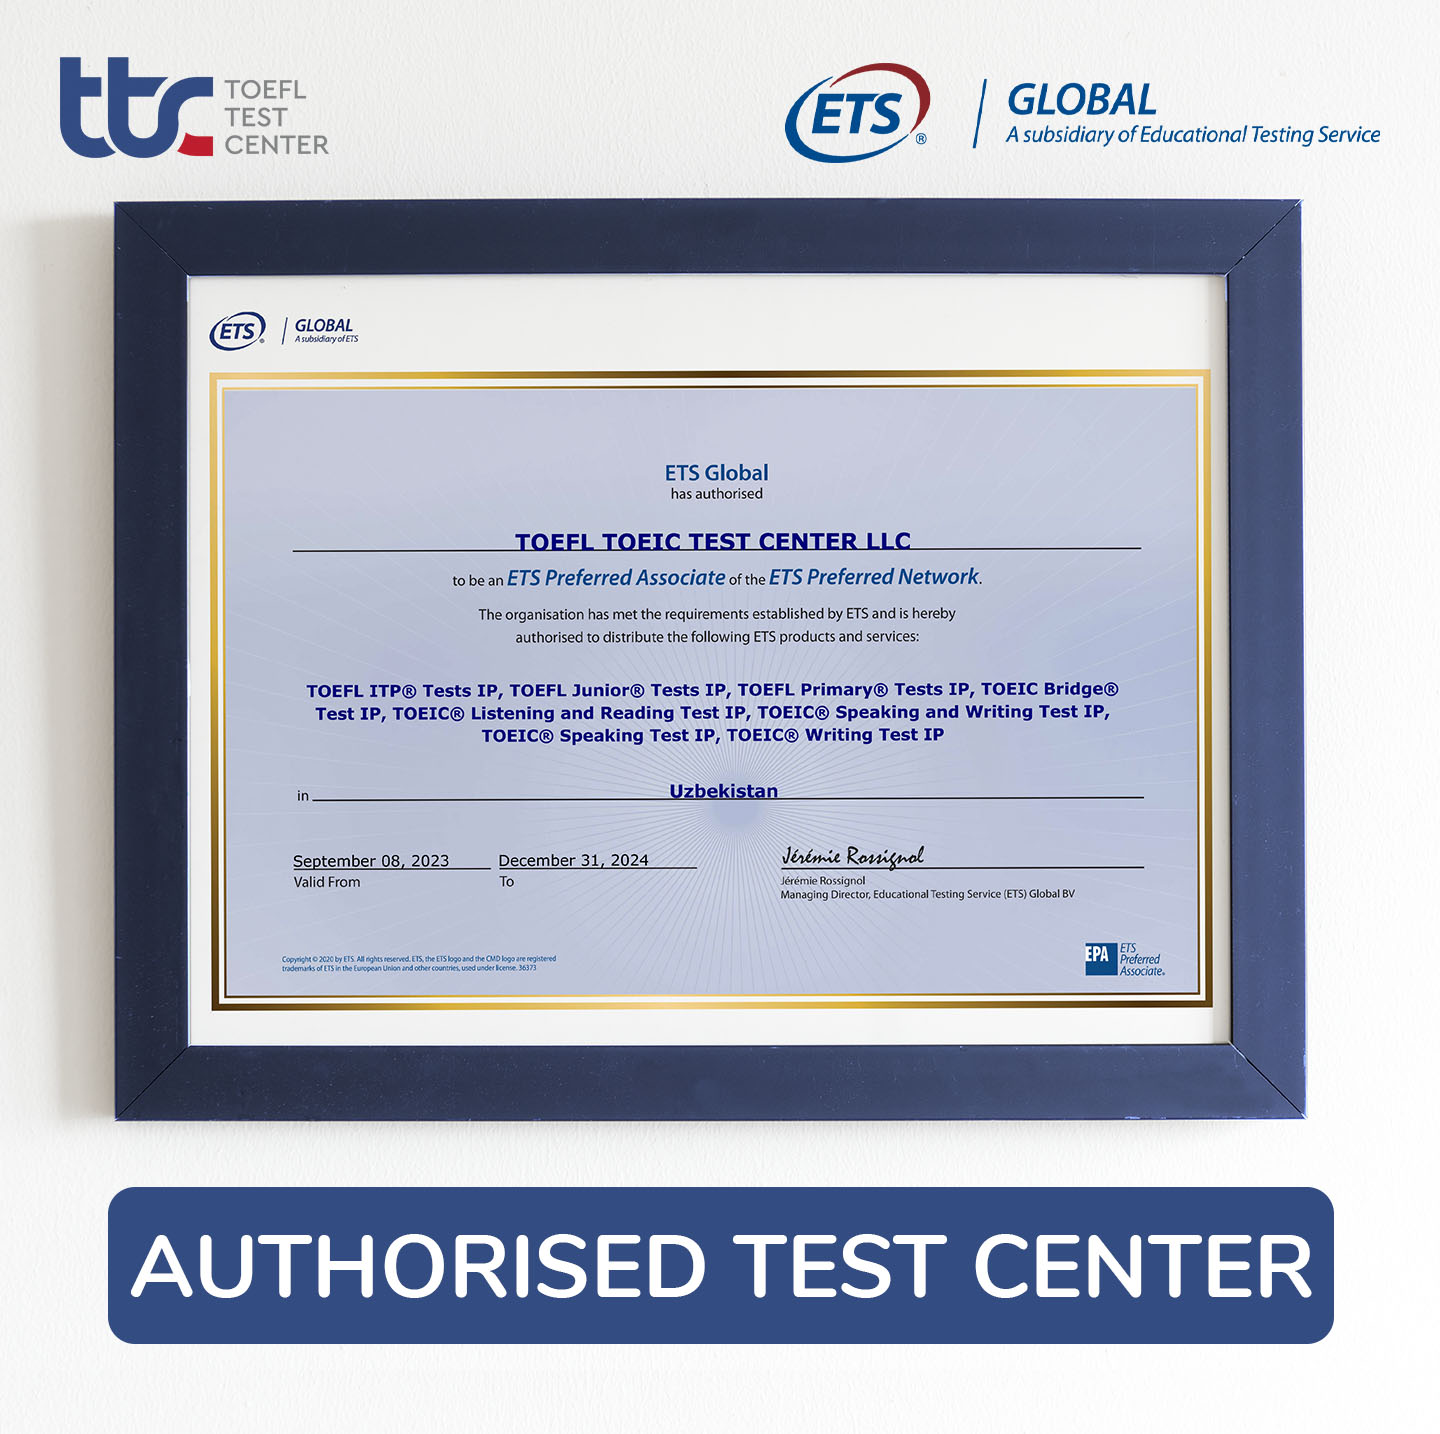 ttc TOEFL
TEST
CENTER
ETS® GLOBAL
A subsidiary of Educational Testing Service
ETS® GLOBAL
A subsidiary of ETS
ETS Global
has authorised
TOEFL TOEIC TEST CENTER LLC
to be an ETS Preferred Associate of the ETS Preferred Network.
The organisation has met the requirements established by ETS and is hereby
authorised to distribute the following ETS products and services:
TOEFL ITP® Tests IP, TOEFL Junior® Tests IP, TOEFL Primary® Tests IP, TOEIC Bridge®
Test IP, TOEIC® Listening and Reading Test IP, TOEIC® Speaking and Writing Test IP,
TOEIC® Speaking Test IP, TOEIC® Writing Test IP
in Uzbekistan
September 08, 2023 December 31, 2024 Jérémie Rossignol
Valid From To Jérémie Rossignol
Managing Director, Educational Testing Service (ETS) Global BV
Copyright © 2020 by ETS. All rights reserved. ETS, the ETS logo and the CMD logo are registered
trademarks of ETS in the European Union and other countries, used under license. 36373
EPA ETS
Preferred
Associate®
AUTHORISED TEST CENTER